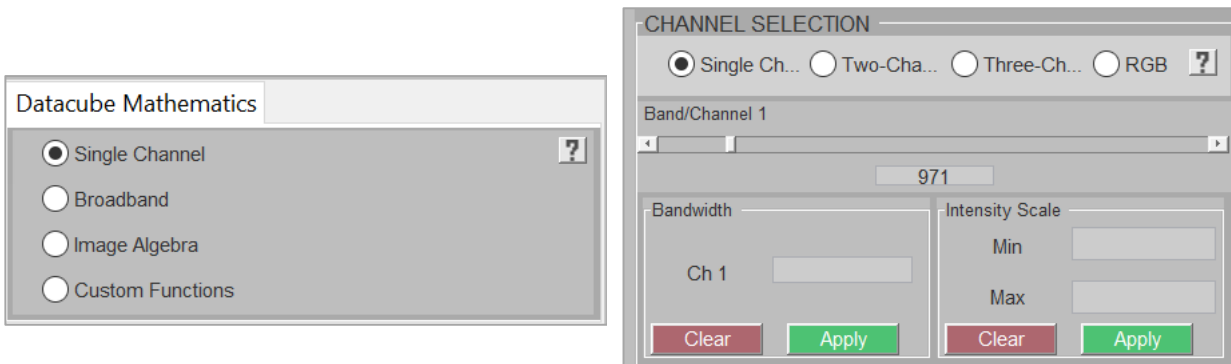 Datacube Mathematics
Single Channel
?
Broadband
Image Algebra
Custom Functions
CHANNEL SELECTION
Single Ch... Two-Cha... Three-Ch... RGB ?
Band/Channel 1
971
Bandwidth
Ch 1
Clear Apply
Intensity Scale
Min
Max
Clear Apply